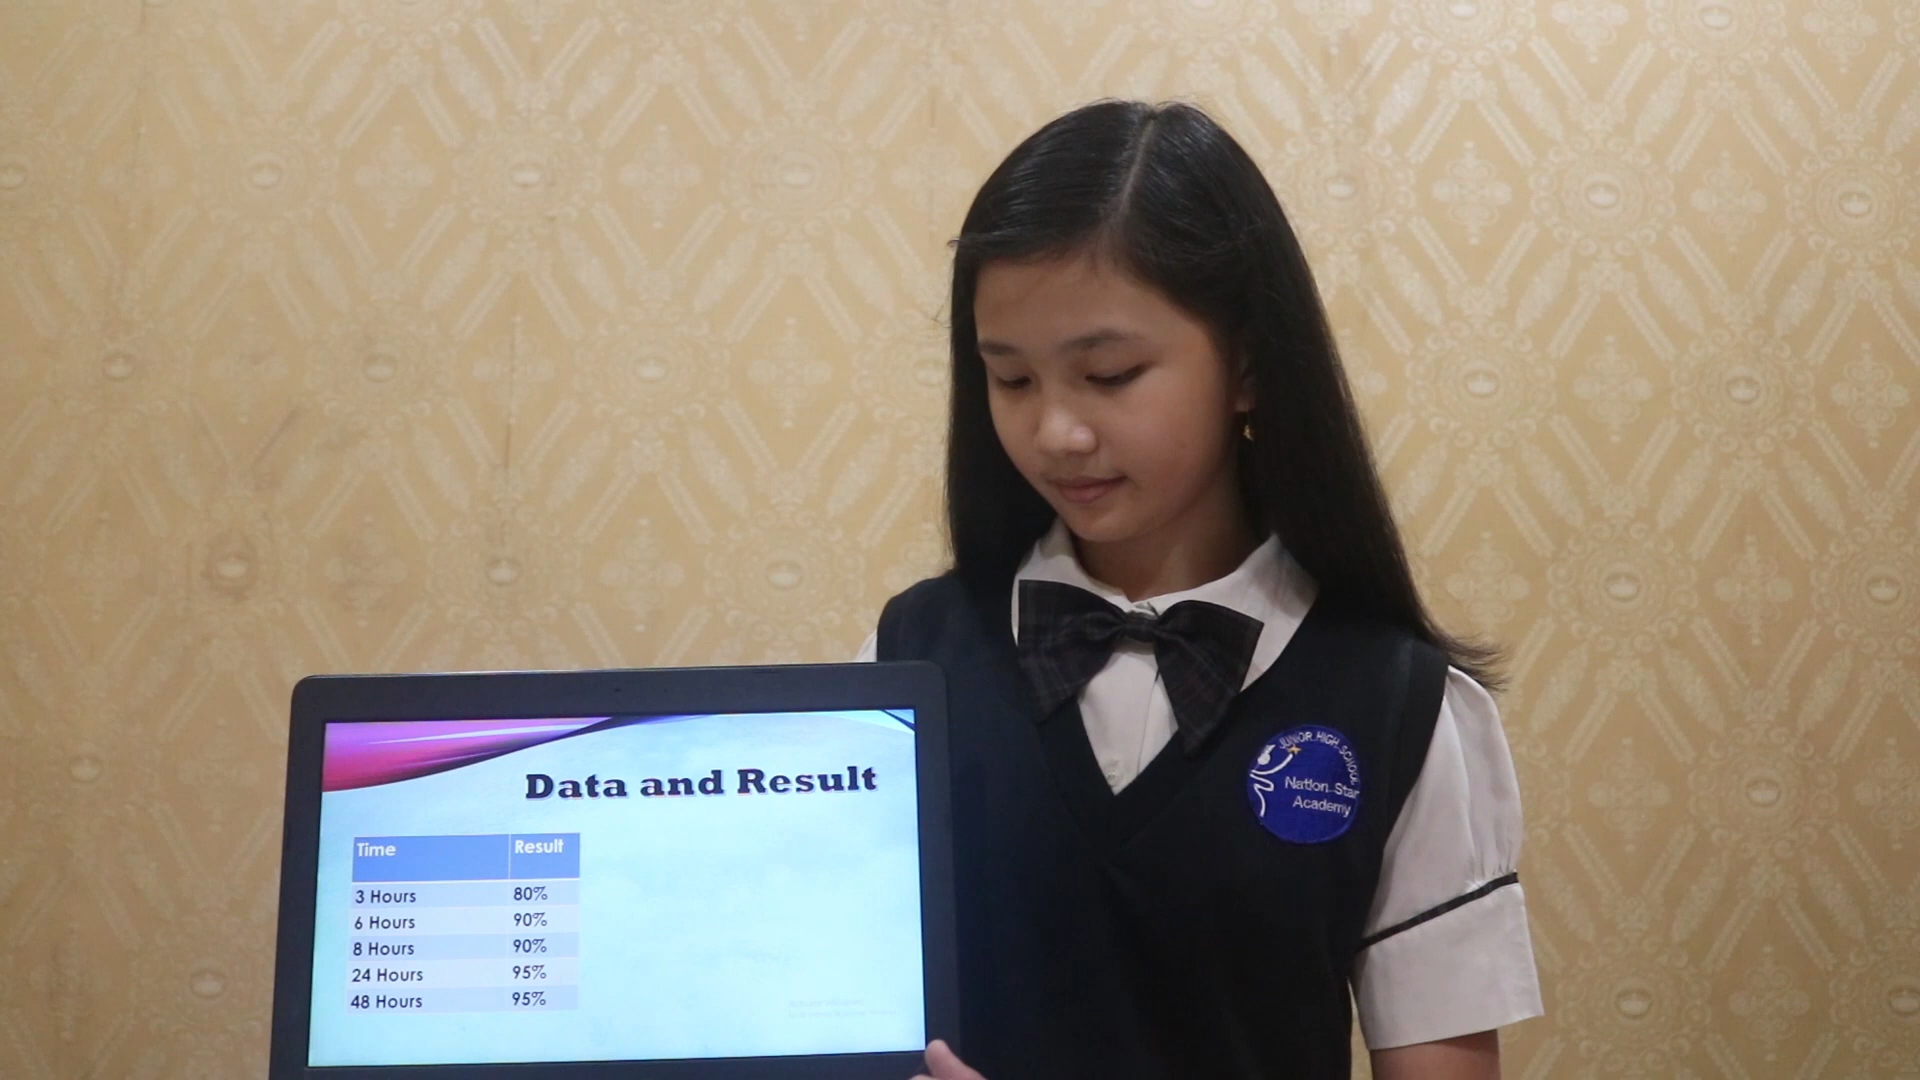 Data and Result
Time Result
3 Hours 80%
6 Hours 90%
8 Hours 90%
24 Hours 95%
48 Hours 95%
JUNIOR HIGH SCHOOL
Nation Star
Academy